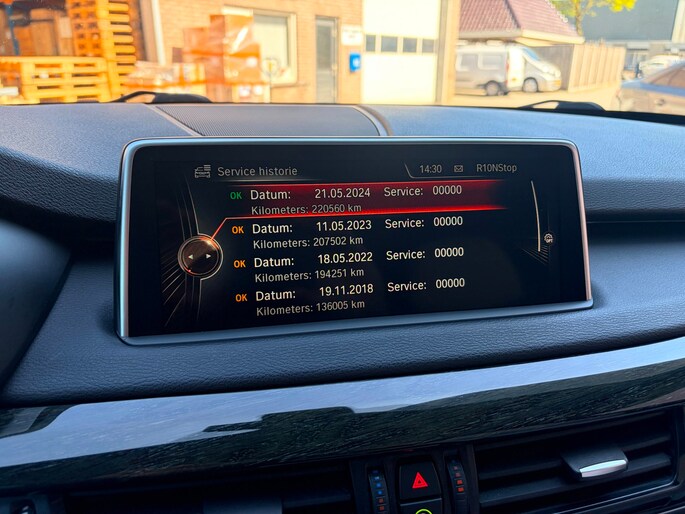 Service historie 14:30 R10NStop
OK Datum: 21.05.2024 Service: 00000
Kilometers: 220560 km
OK Datum: 11.05.2023 Service: 00000
Kilometers: 207502 km
OK Datum: 18.05.2022 Service: 00000
Kilometers: 194251 km
OK Datum: 19.11.2018 Service: 00000
Kilometers: 136005 km